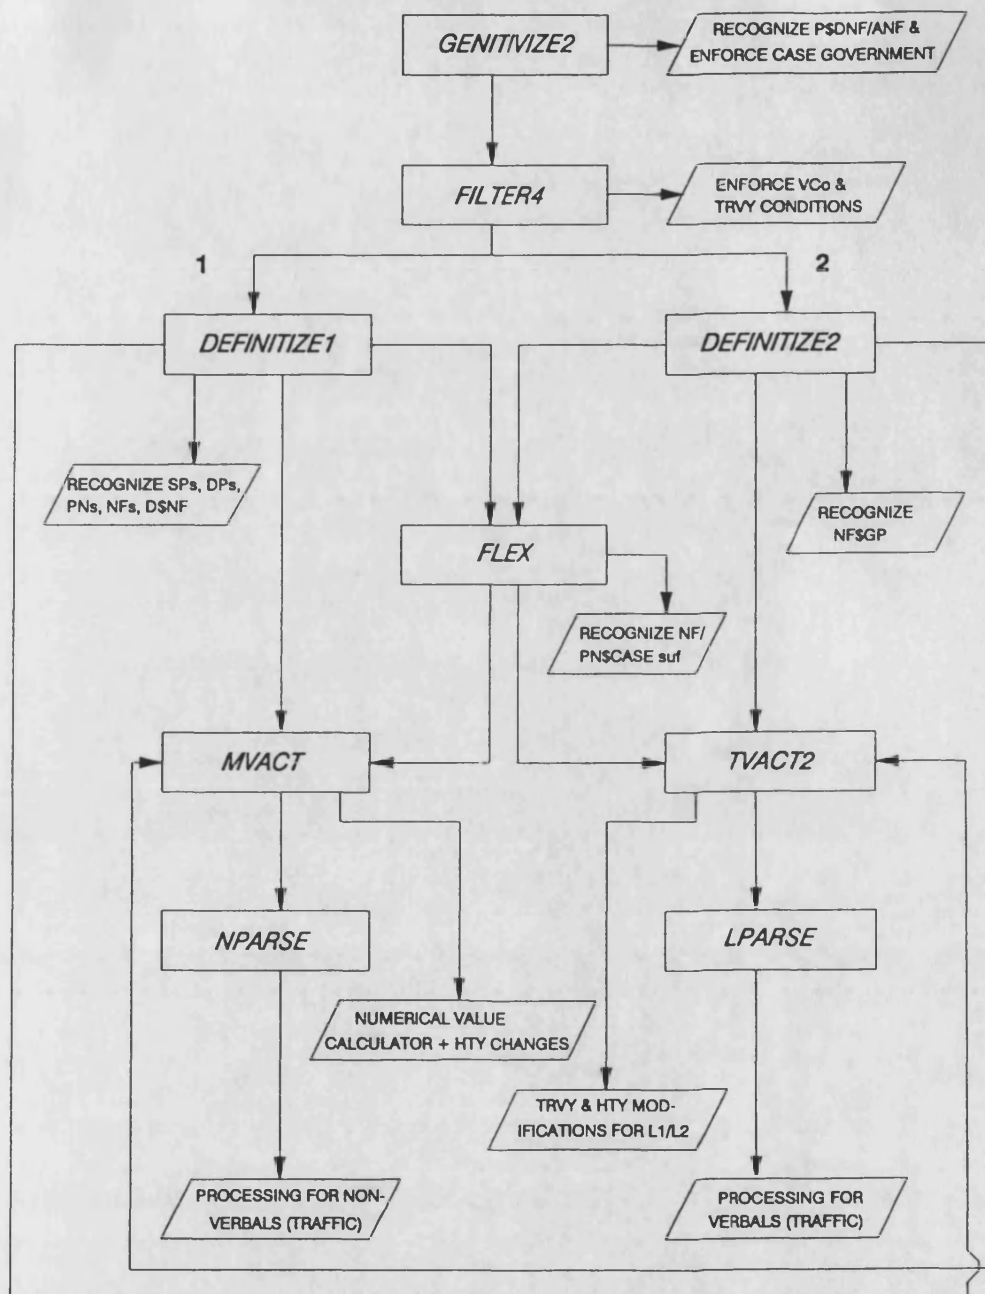 GENITIVIZE2
RECOGNIZE P$DNF/ANF &
ENFORCE CASE GOVERNMENT
FILTER4
ENFORCE VCo &
TRVY CONDITIONS
1
2
DEFINITIZE1
DEFINITIZE2
RECOGNIZE SPs, DPs,
PNs, NFs, D$NF
RECOGNIZE
NF$GP
FLEX
RECOGNIZE NF/
PN$CASE suf
MVACT
TVACT2
NPARSE
LPARSE
NUMERICAL VALUE
CALCULATOR + HTY CHANGES
TRVY & HTY MOD-
IFICATIONS FOR L1/L2
PROCESSING FOR NON-
VERBALS (TRAFFIC)
PROCESSING FOR
VERBALS (TRAFFIC)